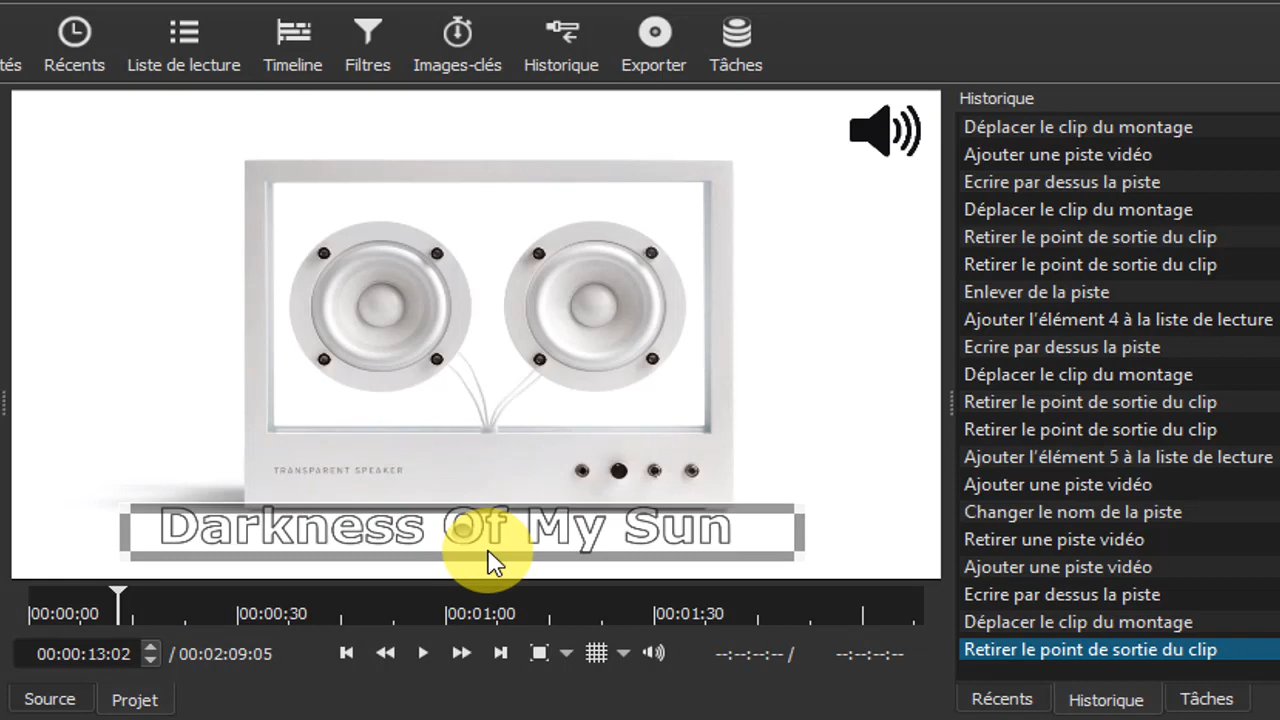 tés
Récents
Liste de lecture
Timeline
Filtres
Images-clés
Historique
Exporter
Tâches
Historique
Déplacer le clip du montage
Ajouter une piste vidéo
Ecrire par dessus la piste
Déplacer le clip du montage
Retirer le point de sortie du clip
Retirer le point de sortie du clip
Enlever de la piste
Ajouter l'élément 4 à la liste de lecture
Ecrire par dessus la piste
Déplacer le clip du montage
Retirer le point de sortie du clip
Retirer le point de sortie du clip
Ajouter l'élément 5 à la liste de lecture
Ajouter une piste vidéo
Changer le nom de la piste
Retirer une piste vidéo
Ajouter une piste vidéo
Ecrire par dessus la piste
Déplacer le clip du montage
Retirer le point de sortie du clip
TRANSPARENT SPEAKER
Darkness Of My Sun
00:00:00 00:00:30 00:01:00 00:01:30
00:00:13:02 / 00:02:09:05 --:--:--:-- / --:--:--:--
Source Projet
Récents Historique Tâches